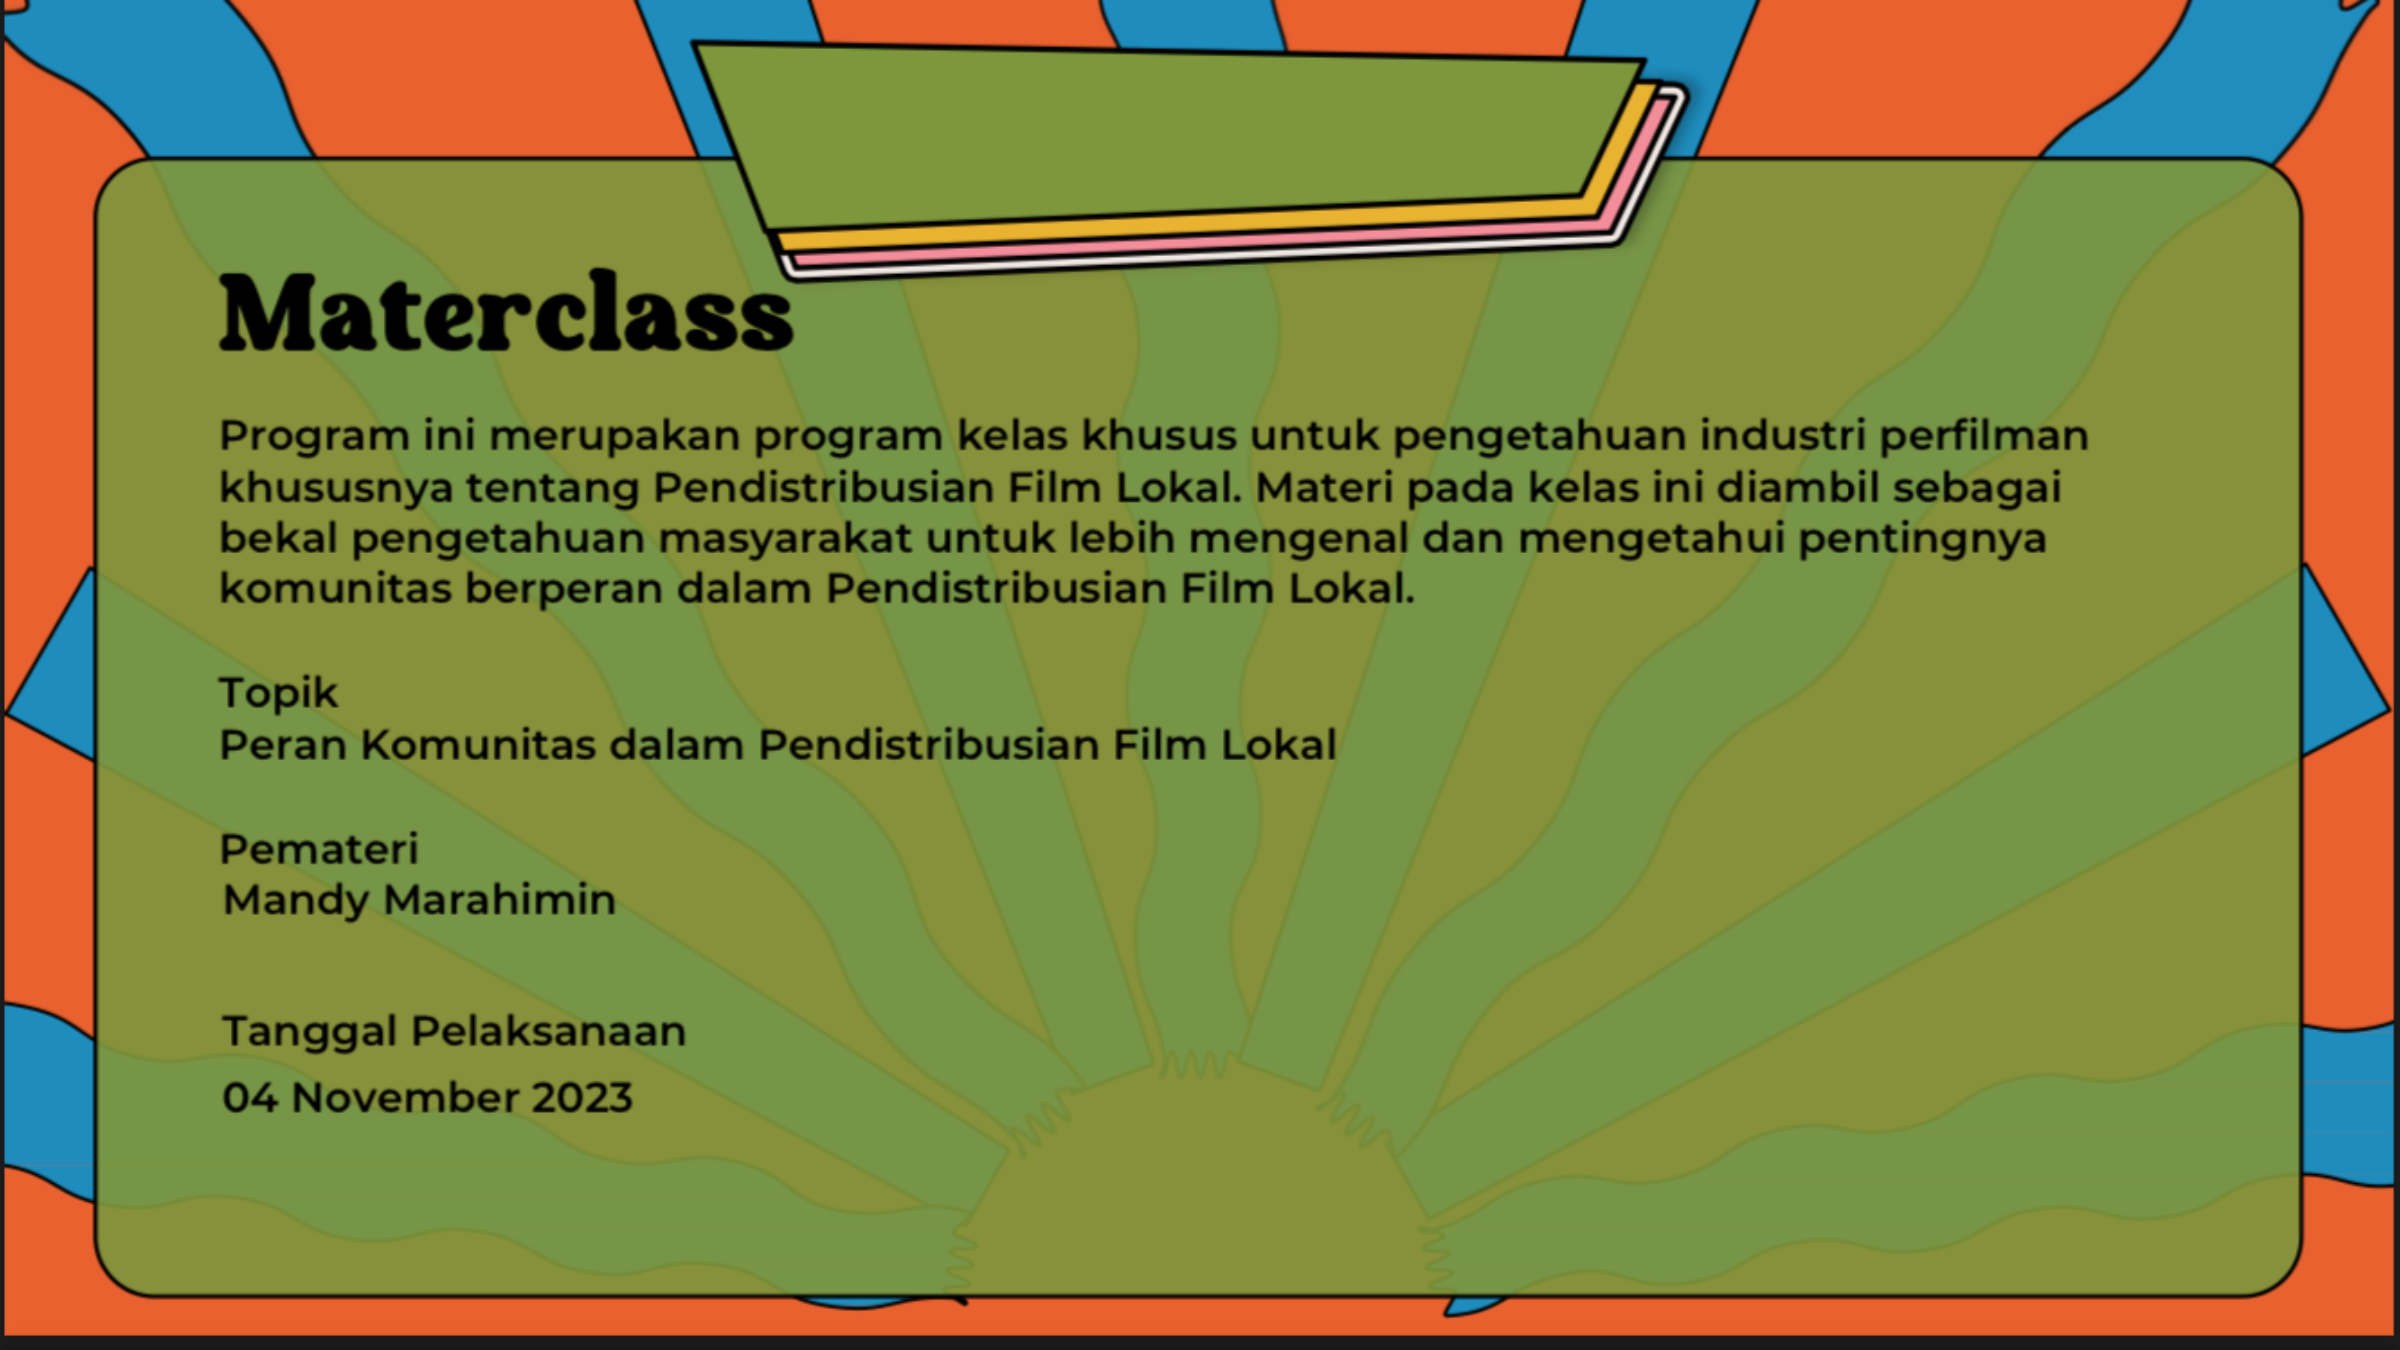 Materclass
Program ini merupakan program kelas khusus untuk pengetahuan industri perfilman
khususnya tentang Pendistribusian Film Lokal. Materi pada kelas ini diambil sebagai
bekal pengetahuan masyarakat untuk lebih mengenal dan mengetahui pentingnya
komunitas berperan dalam Pendistribusian Film Lokal.
Topik
Peran Komunitas dalam Pendistribusian Film Lokal
Pemateri
Mandy Marahimin
Tanggal Pelaksanaan
04 November 2023